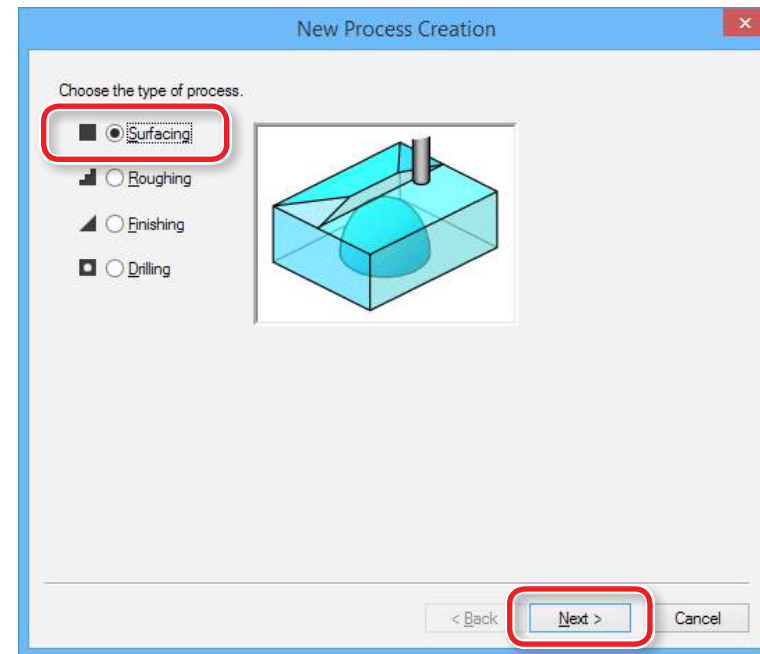 New Process Creation
Choose the type of process.
Surfacing
Roughing
Finishing
Drilling
< Back
Next >
Cancel